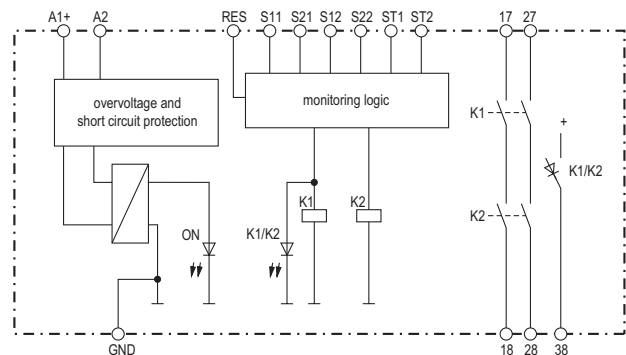 A1+ A2 RES S11 S21 S12 S22 ST1 ST2 17 27
overvoltage and
short circuit protection
monitoring logic
K1
+
K1/K2
K1 K2
K2
ON K1/K2
GND 18 28 38